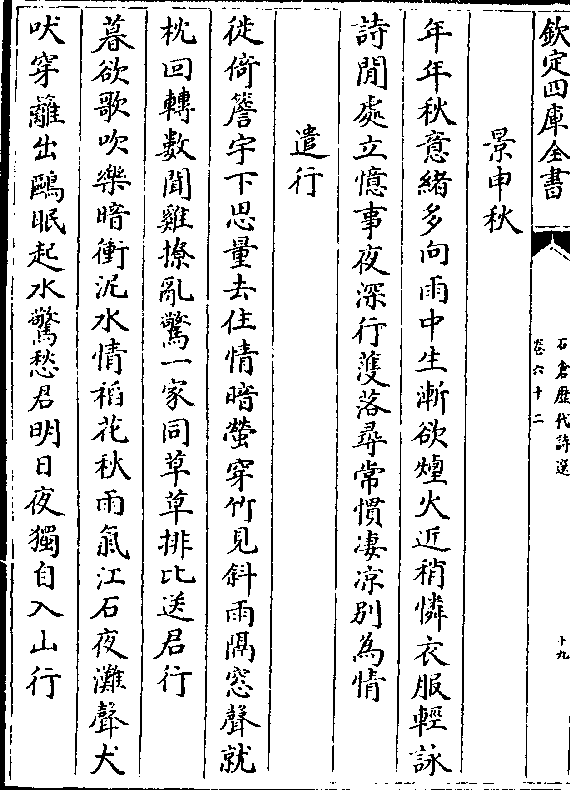 欽定四庫全書
石倉歷代詩選
卷六十二
十九
景申秋
年年秋意緒多向雨中生漸欲煙火近稍憐衣服輕詠
詩閒處立憶事夜深行濩落尋常慣凄凉別為情
遣行
徙倚簷宇下思量去住情暗螢穿竹見斜雨隔窓聲就
枕回轉數聞雞撩亂驚一家同草草排比送君行
暮欲歌吹樂暗衝泥水情稻花秋雨氣江石夜灘聲犬
吠穿籬出鷗眠起水驚愁君明日夜獨自入山行